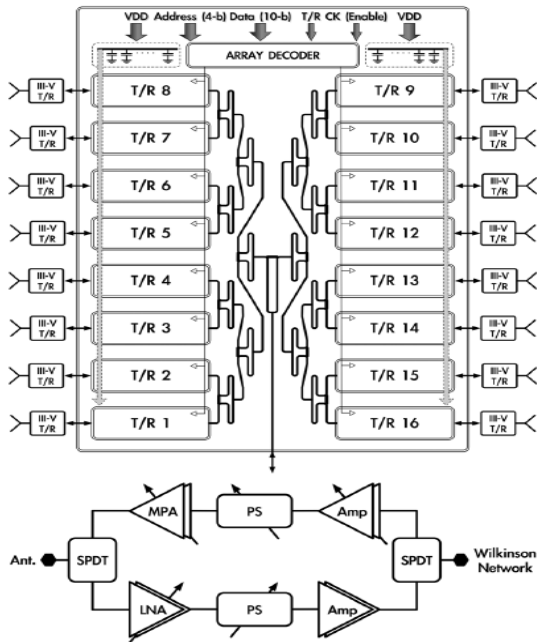 VDD Address (4-b) Data (10-b) T/R CK (Enable) VDD
ARRAY DECODER
III-V T/R T/R 8 T/R 9 III-V T/R
III-V T/R T/R 7 T/R 10 III-V T/R
III-V T/R T/R 6 T/R 11 III-V T/R
III-V T/R T/R 5 T/R 12 III-V T/R
III-V T/R T/R 4 T/R 13 III-V T/R
III-V T/R T/R 3 T/R 14 III-V T/R
III-V T/R T/R 2 T/R 15 III-V T/R
III-V T/R T/R 1 T/R 16 III-V T/R
MPA PS Amp
Ant. SPDT SPDT Wilkinson
Network
LNA PS Amp